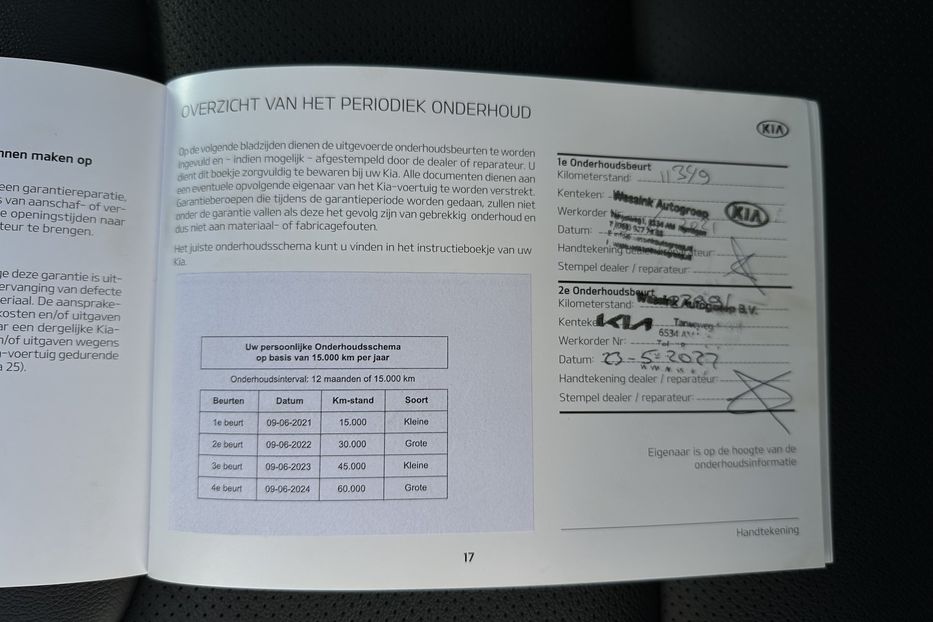 nnen maken op
een garantiereparatie,
s van aanschaf- of ver-
e openingstijden naar
teur te brengen.
ge deze garantie is uit-
ervanging van defecte
eriaal. De aansprake-
kosten en/of uitgaven
ar een dergelijke Kia-
n/of uitgaven wegens
a-voertuig gedurende
a 25).
OVERZICHT VAN HET PERIODIEK ONDERHOUD
Op de volgende bladzijden dienen de uitgevoerde onderhoudsbeurten te worden
ingevuld en - indien mogelijk - afgestempeld door de dealer of reparateur. U
dient dit boekje zorgvuldig te bewaren bij uw Kia. Alle documenten dienen aan
een eventuele opvolgende eigenaar van het Kia-voertuig te worden verstrekt.
Garantieberoepen die tijdens de garantieperiode worden gedaan, zullen niet
onder de garantie vallen als deze het gevolg zijn van gebrekkig onderhoud en
dus niet aan materiaal- of fabricagefouten.
Het juiste onderhoudsschema kunt u vinden in het instructieboekje van uw
Kia.
Uw persoonlijke Onderhoudsschema
op basis van 15.000 km per jaar
Onderhoudsinterval: 12 maanden of 15.000 km
Beurten Datum Km-stand Soort
1e beurt 09-06-2021 15.000 Kleine
2e beurt 09-06-2022 30.000 Grote
3e beurt 09-06-2023 45.000 Kleine
4e beurt 09-06-2024 60.000 Grote
17
KIA
1e Onderhoudsbeurt
Kilometerstand: 11349
Kenteken: Wassink Autogroep
KIA
Werkorder
Datum:
Handtekening dealer / reparateur:
Stempel dealer / reparateur:
2e Onderhoudsbeurt
Kilometerstand: Wassink Autogroep B.V.
Kenteken KIA Tarweweg
6534
Werkorder Nr: Tel
Datum: 23-5-2022
Handtekening dealer / reparateur:
Stempel dealer / reparateur:
Eigenaar is op de hoogte van de
onderhoudsinformatie
Handtekening